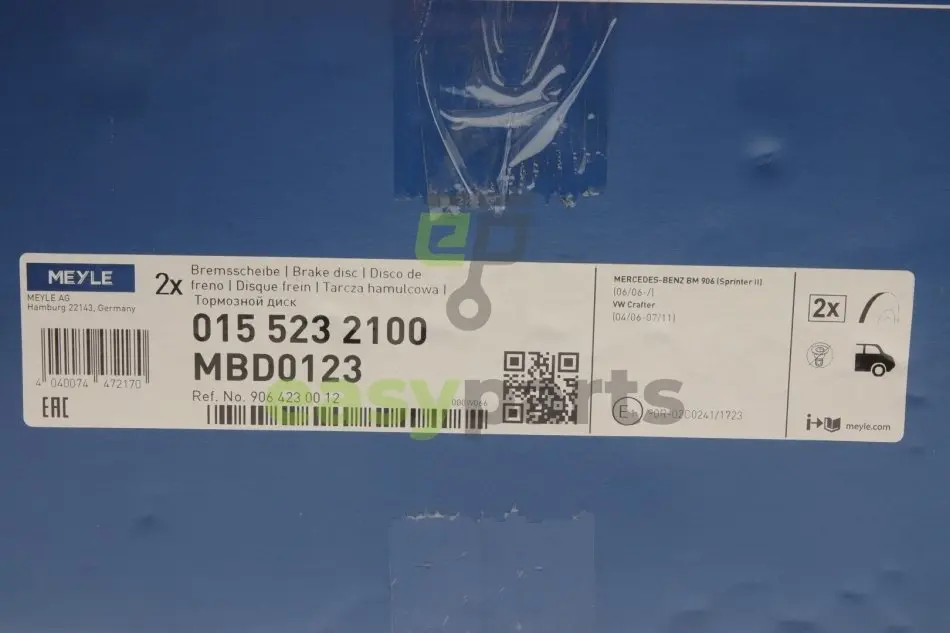 MEYLE
MEYLE AG
Hamburg 22143, Germany
4 040074 472170
EAC
2x
Bremsscheibe | Brake disc | Disco de
freno | Disque frein | Tarcza hamulcowa |
Тормозной диск
015 523 2100
MBD0123
Ref. No. 906 423 00 12
MERCEDES-BENZ BM 906 (Sprinter II)
(06/06-/)
VW Crafter
(04/06-07/11)
90R-02C0241/1723
2x
meyle.com
ep
easyparts